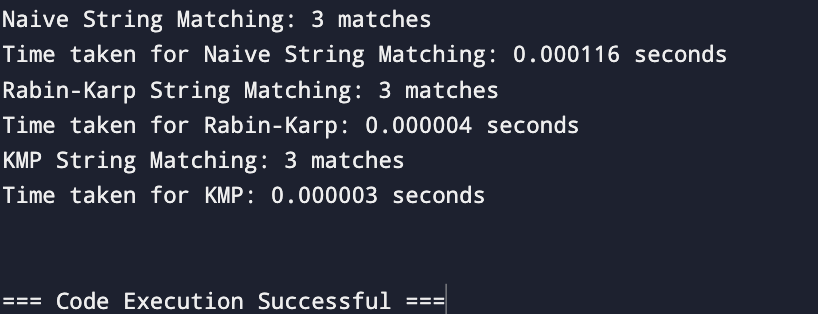 Naive String Matching: 3 matches
Time taken for Naive String Matching: 0.000116 seconds
Rabin-Karp String Matching: 3 matches
Time taken for Rabin-Karp: 0.000004 seconds
KMP String Matching: 3 matches
Time taken for KMP: 0.000003 seconds
=== Code Execution Successful ===